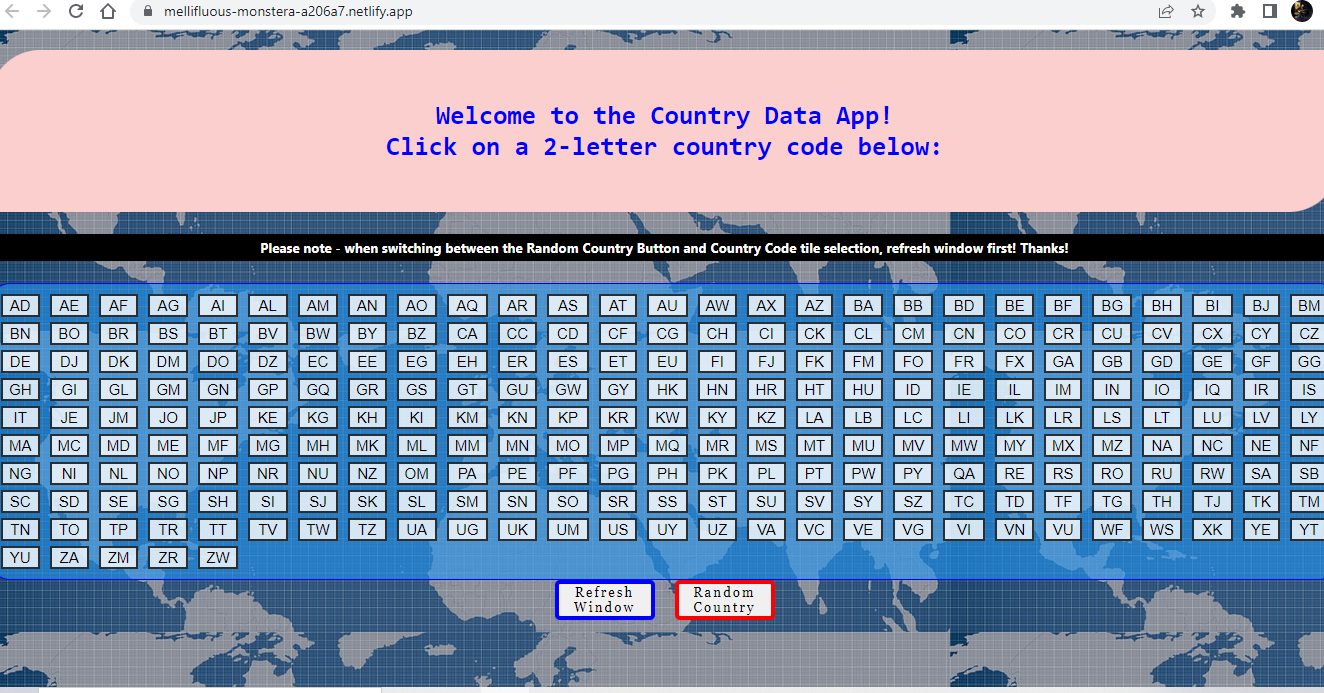 mellifluous-monstera-a206a7.netlify.app
Welcome to the Country Data App!
Click on a 2-letter country code below:
Please note - when switching between the Random Country Button and Country Code tile selection, refresh window first! Thanks!
AD AE AF AG AI AL AM AN AO AQ AR AS AT AU AW AX AZ BA BB BD BE BF BG BH BI BJ BM
BN BO BR BS BT BV BW BY BZ CA CC CD CF CG CH CI CK CL CM CN CO CR CU CV CX CY CZ
DE DJ DK DM DO DZ EC EE EG EH ER ES ET EU FI FJ FK FM FO FR FX GA GB GD GE GF GG
GH GI GL GM GN GP GQ GR GS GT GU GW GY HK HN HR HT HU ID IE IL IM IN IO IQ IR IS
IT JE JM JO JP KE KG KH KI KM KN KP KR KW KY KZ LA LB LC LI LK LR LS LT LU LV LY
MA MC MD ME MF MG MH MK ML MM MN MO MP MQ MR MS MT MU MV MW MY MX MZ NA NC NE NF
NG NI NL NO NP NR NU NZ OM PA PE PF PG PH PK PL PT PW PY QA RE RS RO RU RW SA SB
SC SD SE SG SH SI SJ SK SL SM SN SO SR SS ST SU SV SY SZ TC TD TF TG TH TJ TK TM
TN TO TP TR TT TV TW TZ UA UG UK UM US UY UZ VA VC VE VG VI VN VU WF WS XK YE YT
YU ZA ZM ZR ZW
Refresh Random
Window Country